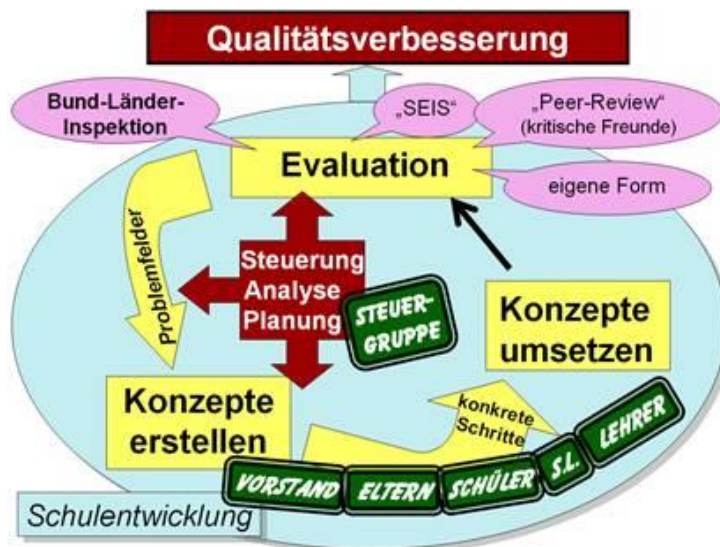 Qualitätsverbesserung
Bund-Länder-
Inspektion
„SEIS“
„Peer-Review“
(kritische Freunde)
Evaluation
eigene Form
Problemfelder
Steuerung
Analyse
Planung
STEUER-
GRUPPE
Konzepte
umsetzen
Konzepte
erstellen
konkrete
Schritte
VORSTAND
ELTERN
SCHÜLER
S.L.
LEHRER
Schulentwicklung